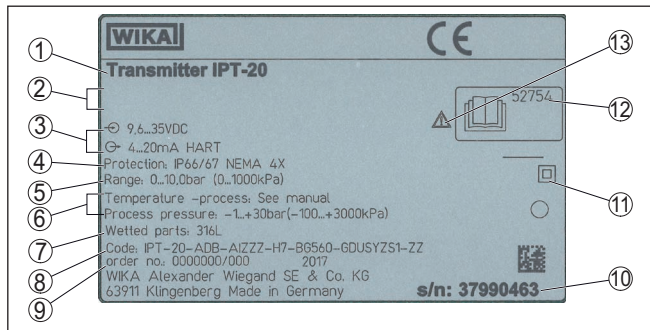 WIKA
CE
Transmitter IPT-20
52754
9,6...35VDC
4...20mA HART
Protection: IP66/67 NEMA 4X
Range: 0...10,0bar (0...1000kPa)
Temperature -process: See manual
Process pressure: -1...+30bar(-100...+3000kPa)
Wetted parts: 316L
Code: IPT-20-ADB-AIZZZ-H7-BG560-GDUSYZS1-ZZ
order no.: 0000000/000 2017
WIKA Alexander Wiegand SE & Co. KG
63911 Klingenberg Made in Germany
s/n: 37990463
1
2
3
4
5
6
7
8
9
10
11
12
13